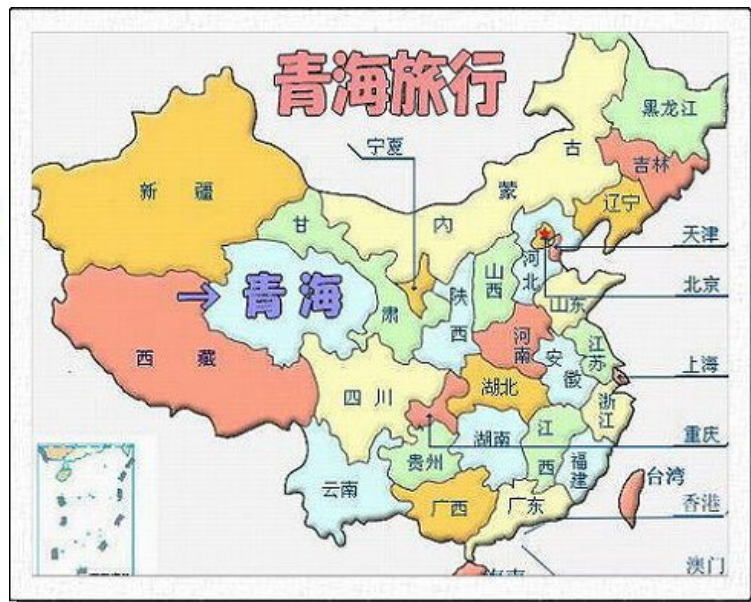 青海旅行
黑龙江
吉林
辽宁
宁夏
内蒙古
新疆
甘肃
天津
北京
河北
山西
陕西
山东
→青海
西藏
河南
江苏
安徽
上海
四川
湖北
浙江
重庆
湖南
江西
贵州
福建
云南
广西
广东
台湾
香港
澳门
海南